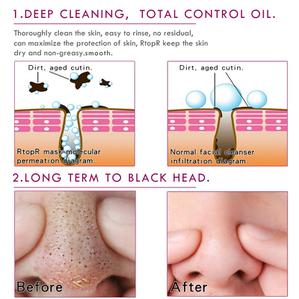 1.DEEP CLEANING, TOTAL CONTROL OIL.
Thoroughly clean the skin, easy to rinse, no residual,
can maximize the protection of skin, RtopR keep the skin
dry and non-greasy.smooth.
Dirt, aged cutin.
Dirt, aged cutin.
RtopR mask molecular
permeation diagram.
Normal facial cleanser
infiltration diagram
2.LONG TERM TO BLACK HEAD.
Before
After